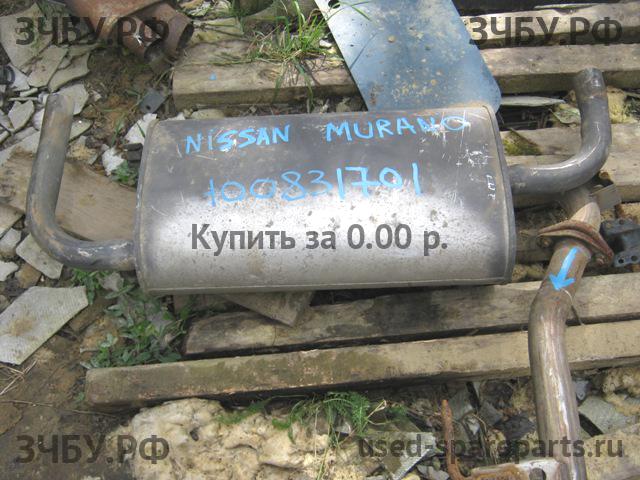 ЗЧБУ.РФ
ЗЧБУ.РФ
NISSAN MURANO
100831701
Купить за 0.00 р.
ЗЧБУ.РФ
used-spareparts.ru